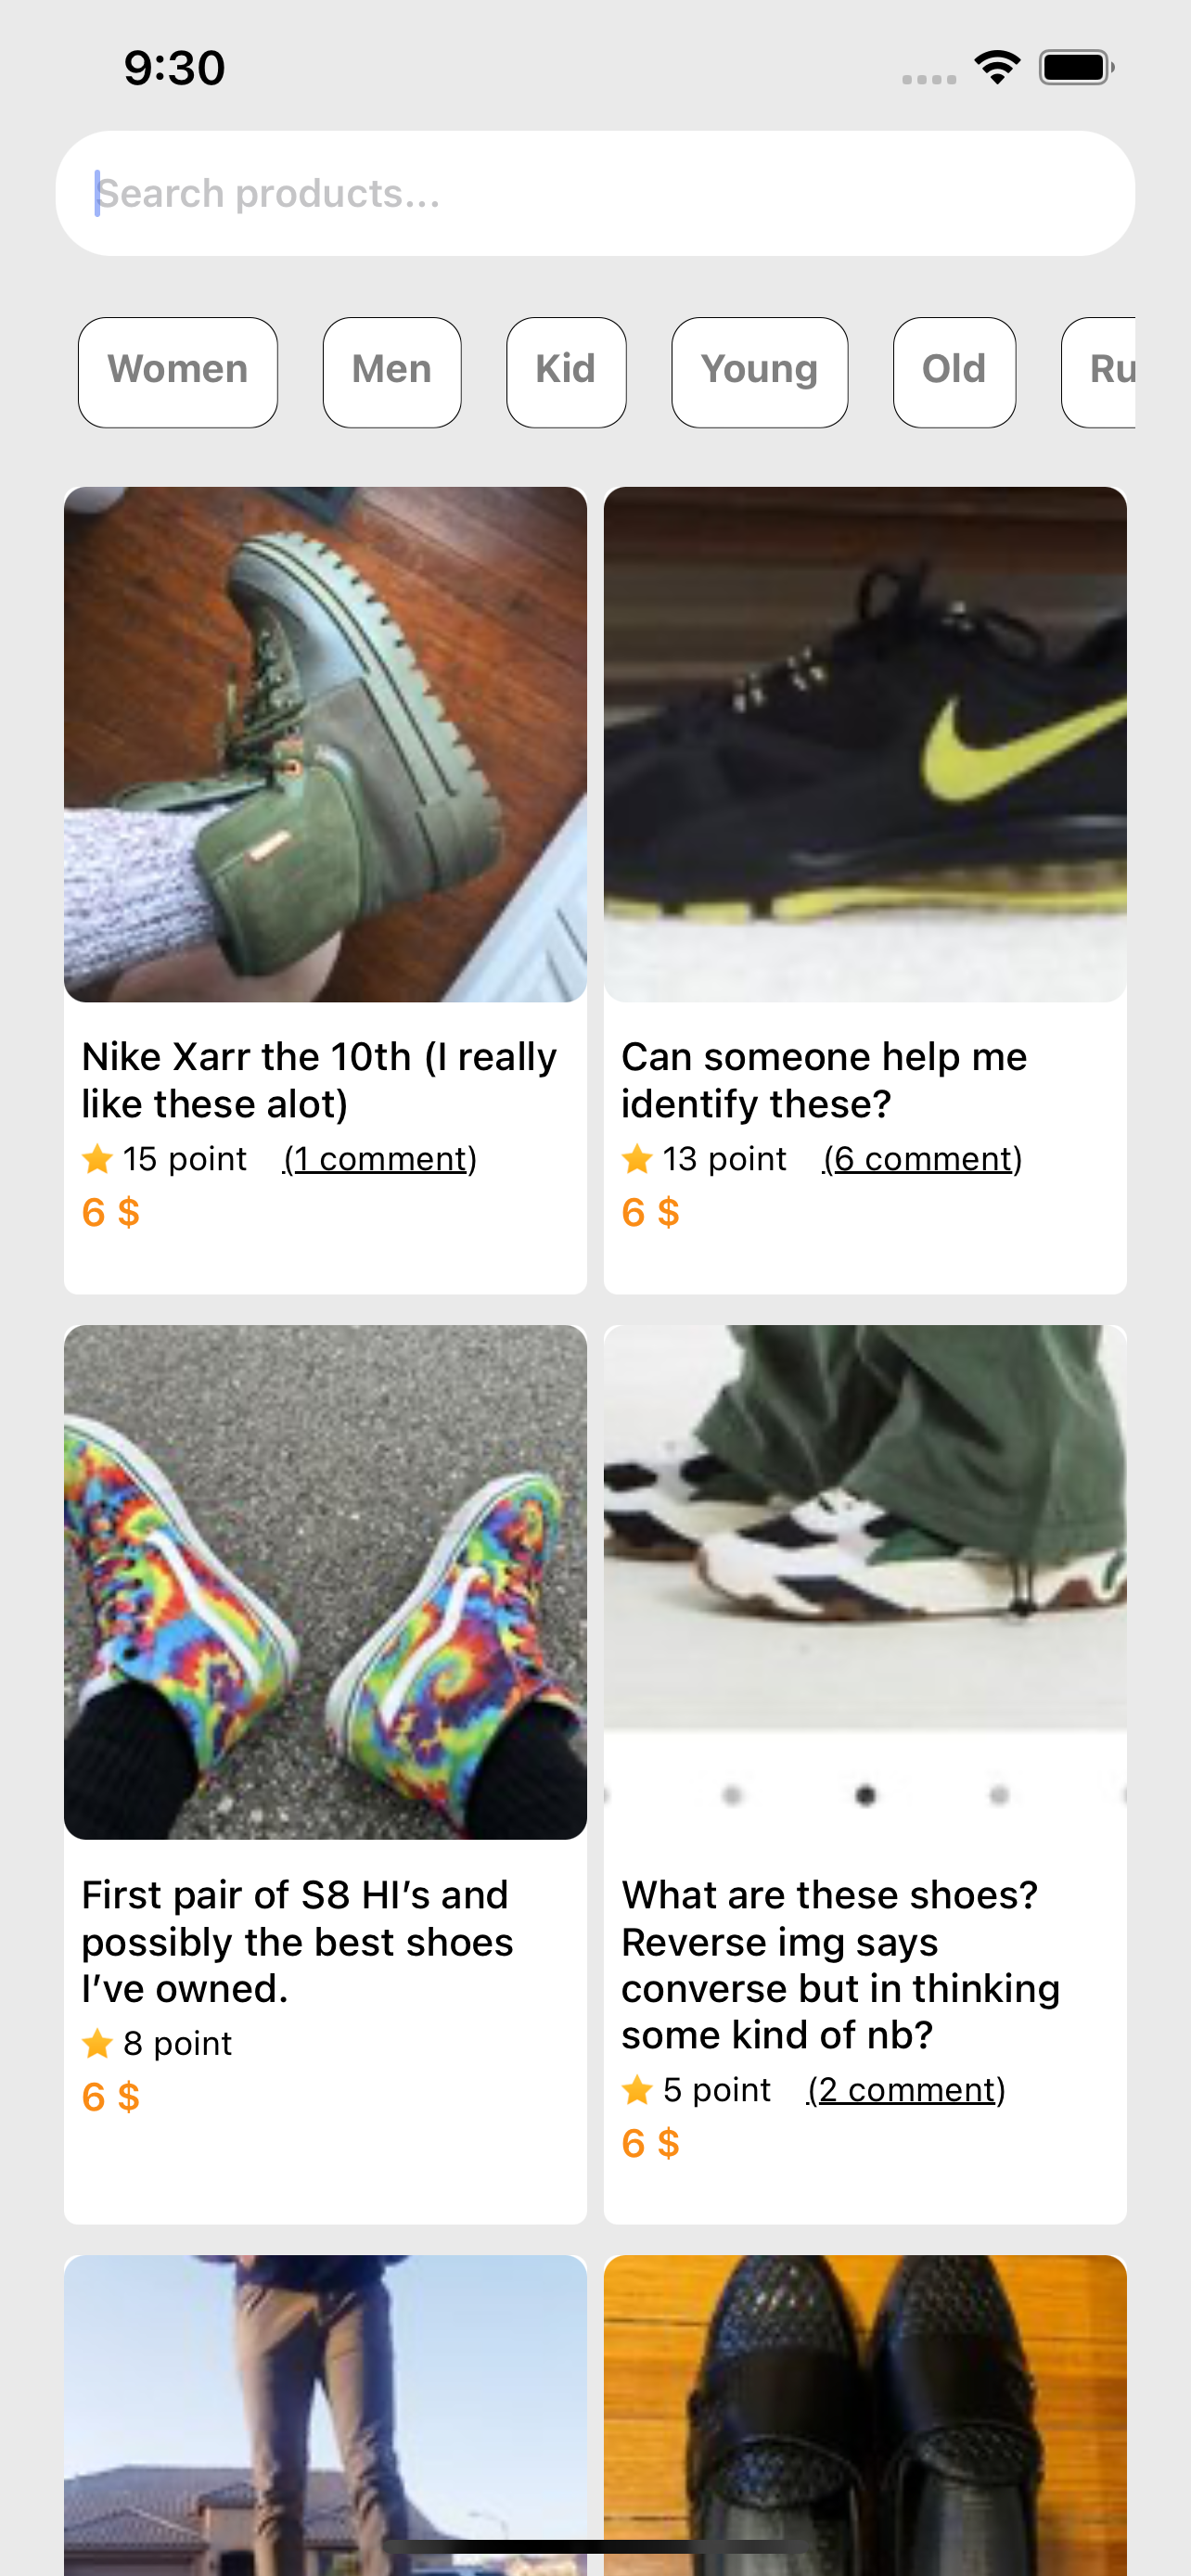 9:30
Search products...
Women
Men
Kid
Young
Old
Ru
Nike Xarr the 10th (I really
like these alot)
15 point (1 comment)
6 $
Can someone help me
identify these?
13 point (6 comment)
6 $
First pair of S8 HI’s and
possibly the best shoes
I’ve owned.
8 point
6 $
What are these shoes?
Reverse img says
converse but in thinking
some kind of nb?
5 point (2 comment)
6 $